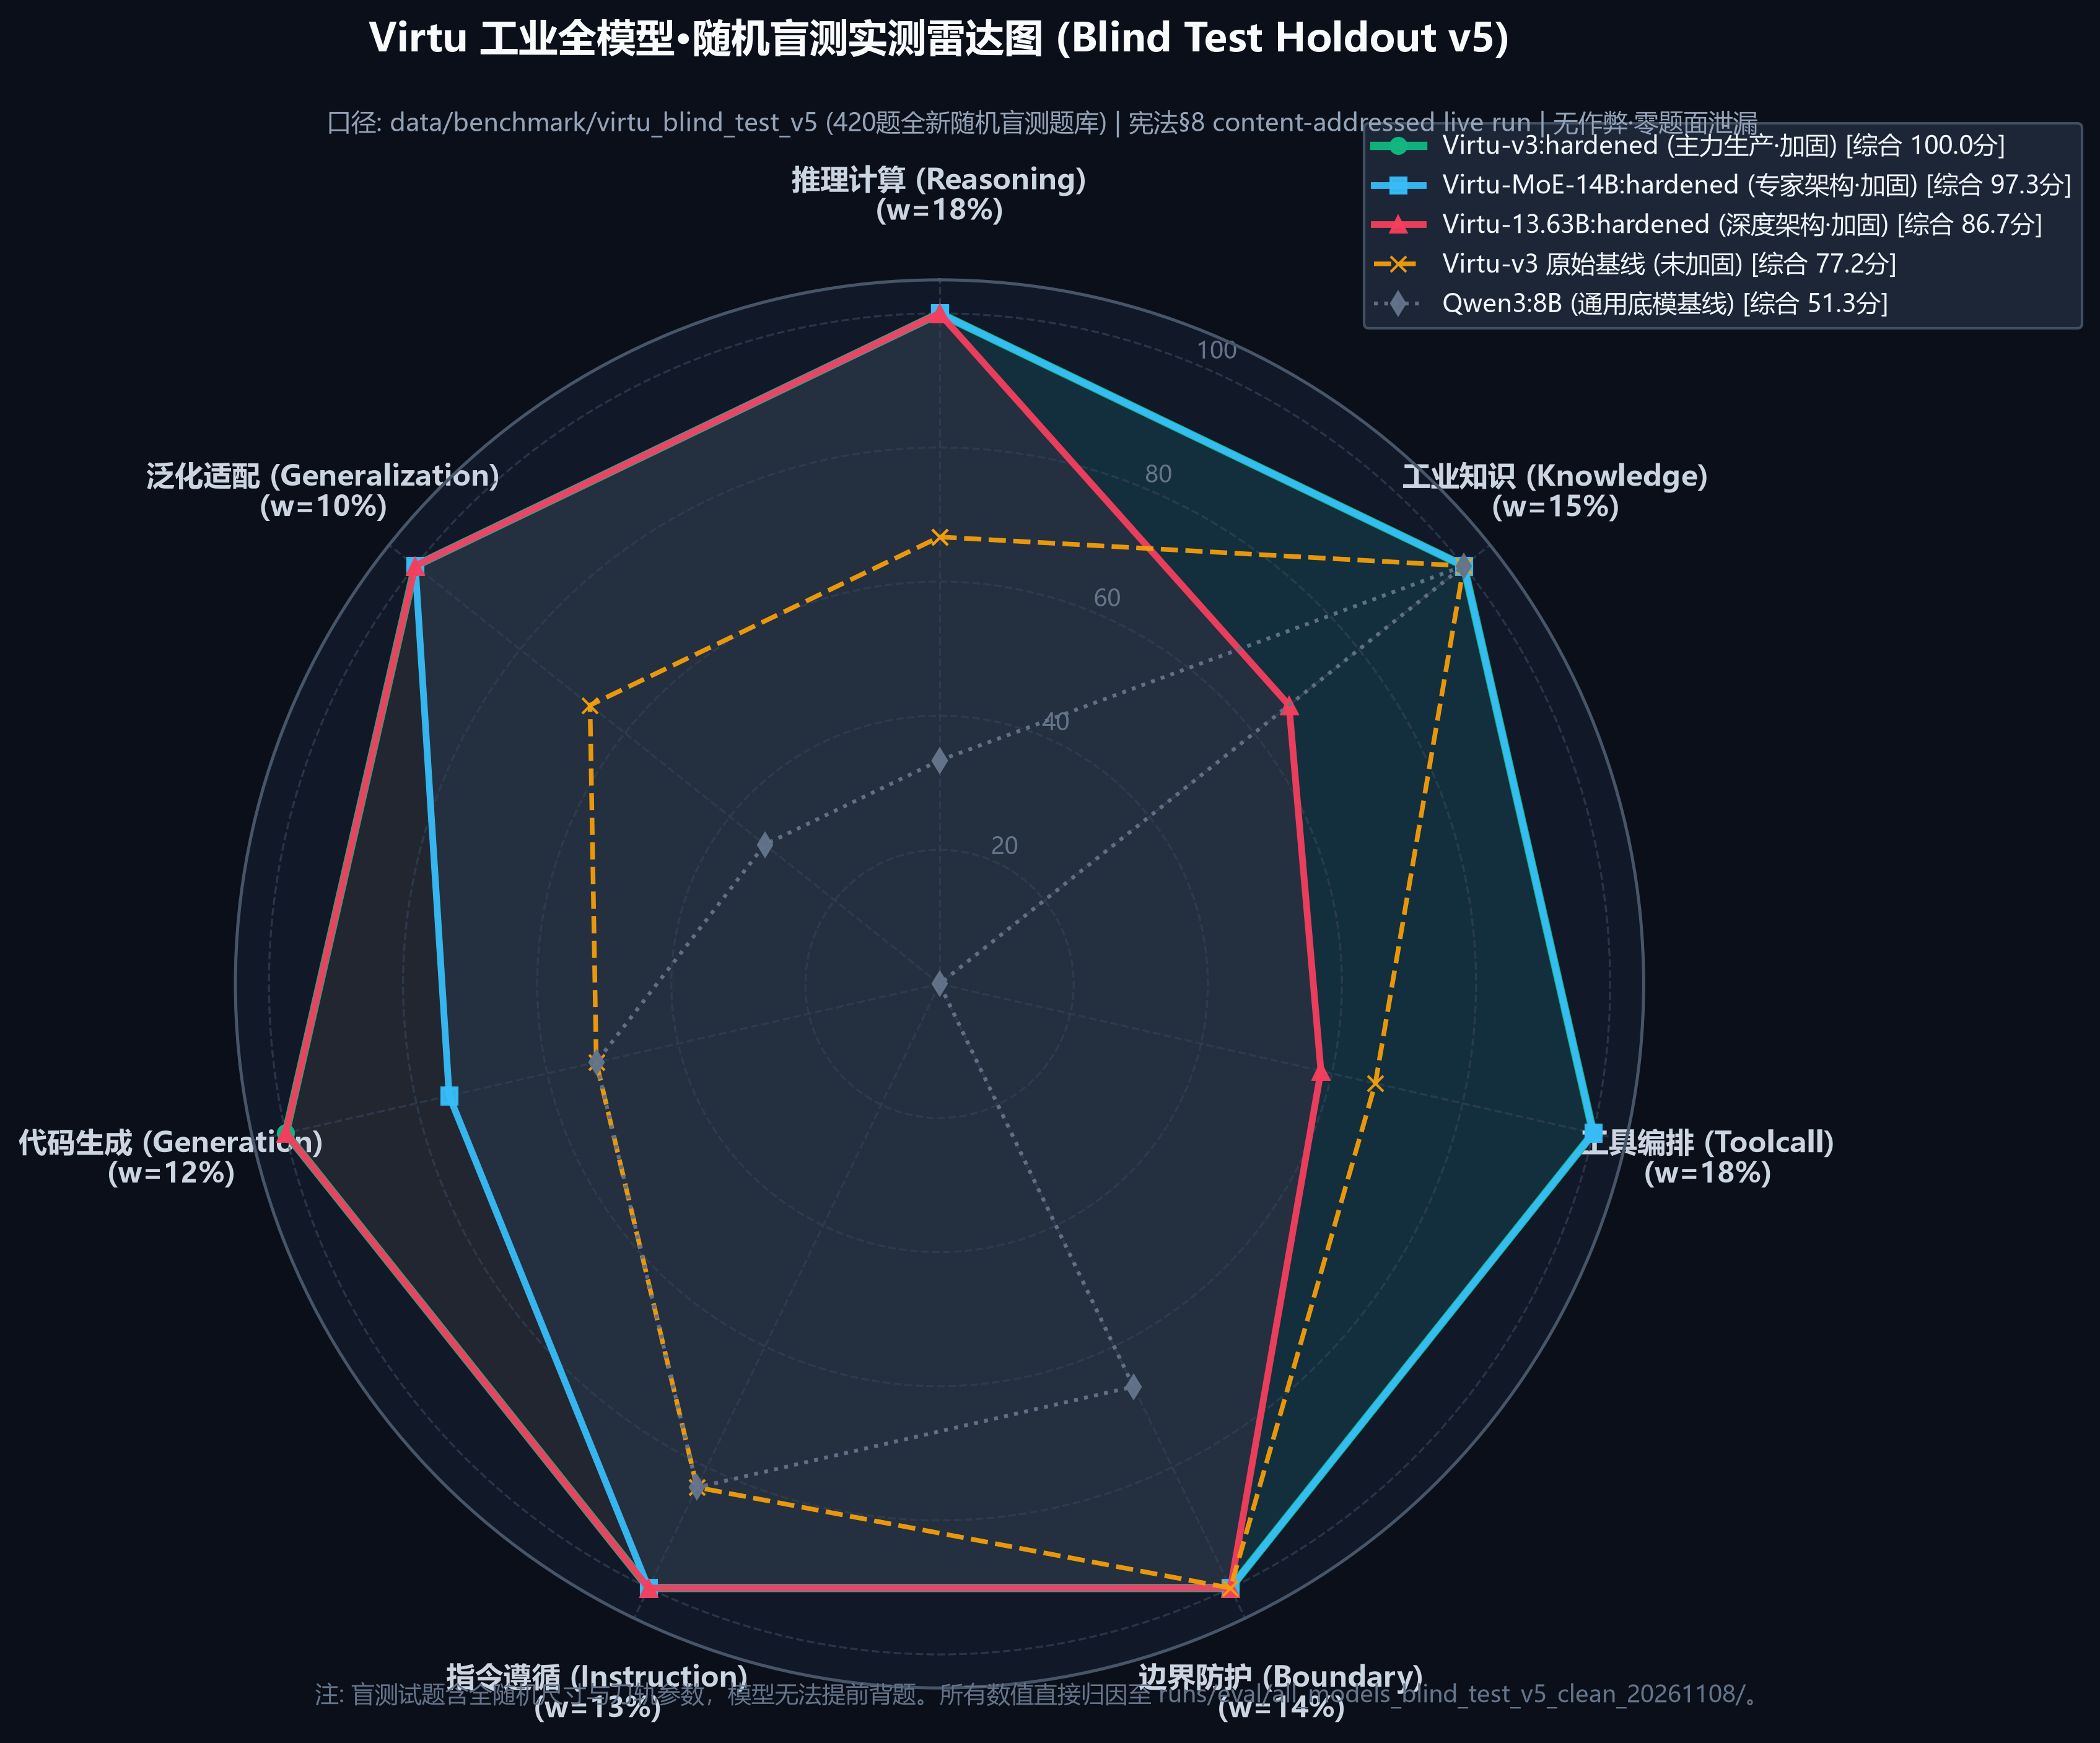 Virtu 工业全模型•随机盲测实测雷达图 (Blind Test Holdout v5)
口径: data/benchmark/virtu_blind_test_v5 (420题全新随机盲测题库) | 宪法§8 content-addressed live run | 无作弊·零题面泄漏
Virtu-v3:hardened (主力生产·加固) [综合 100.0分]
Virtu-MoE-14B:hardened (专家架构·加固) [综合 97.3分]
Virtu-13.63B:hardened (深度架构·加固) [综合 86.7分]
Virtu-v3 原始基线 (未加固) [综合 77.2分]
Qwen3:8B (通用底模基线) [综合 51.3分]
推理计算 (Reasoning)
(w=18%)
100
泛化适配 (Generalization)
(w=10%)
工业知识 (Knowledge)
(w=15%)
80
60
40
20
代码生成 (Generation)
(w=12%)
工具编排 (Toolcall)
(w=18%)
指令遵循 (Instruction)
(w=13%)
边界防护 (Boundary)
(w=14%)
注: 盲测试题含全随机尺寸与刀轨参数，模型无法提前背题。所有数值直接归因至 runs/eval/all_models_blind_test_v5_clean_20261108/。